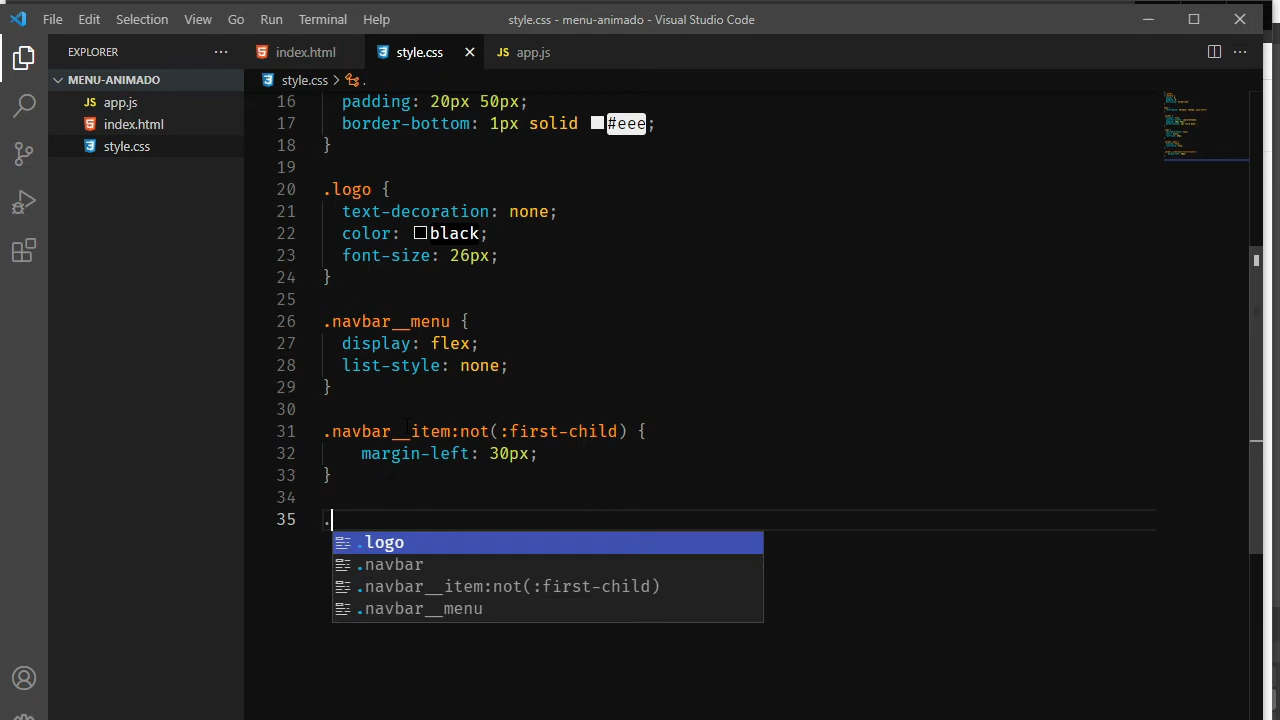 File Edit Selection View Go Run Terminal Help
style.css - menu-animado - Visual Studio Code
EXPLORER ...
index.html
style.css
JS app.js
MENU-ANIMADO
style.css > .
JS app.js
index.html
style.css
16 padding: 20px 50px;
17 border-bottom: 1px solid #eee;
18 }
19
20 .logo {
21 text-decoration: none;
22 color: black;
23 font-size: 26px;
24 }
25
26 .navbar__menu {
27 display: flex;
28 list-style: none;
29 }
30
31 .navbar__item:not(:first-child) {
32 margin-left: 30px;
33 }
34
35 .
.logo
.navbar
.navbar__item:not(:first-child)
.navbar__menu